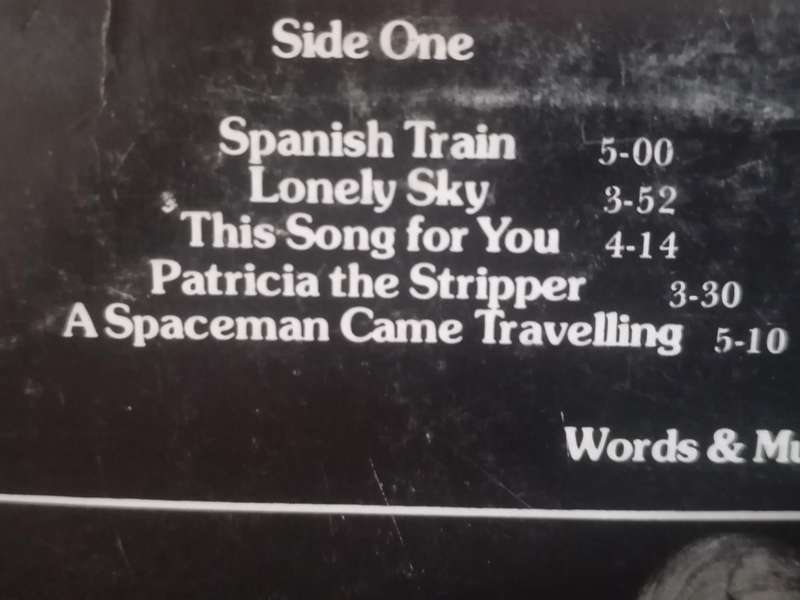 Side One
Spanish Train 5-00
Lonely Sky 3-52
This Song for You 4-14
Patricia the Stripper 3-30
A Spaceman Came Travelling 5-10
Words &